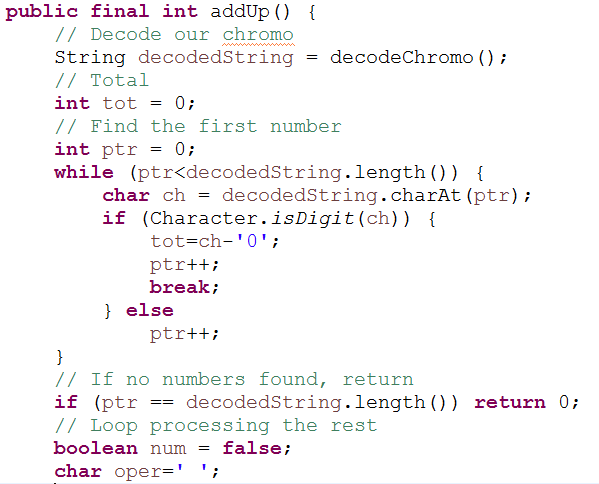 public final int addUp() {
    // Decode our chromo
    String decodedString = decodeChromo();
    // Total
    int tot = 0;
    // Find the first number
    int ptr = 0;
    while (ptr<decodedString.length()) {
        char ch = decodedString.charAt(ptr);
        if (Character.isDigit(ch)) {
            tot=ch-'0';
            ptr++;
            break;
        } else
            ptr++;
    }
    // If no numbers found, return
    if (ptr == decodedString.length()) return 0;
    // Loop processing the rest
    boolean num = false;
    char oper=' ';